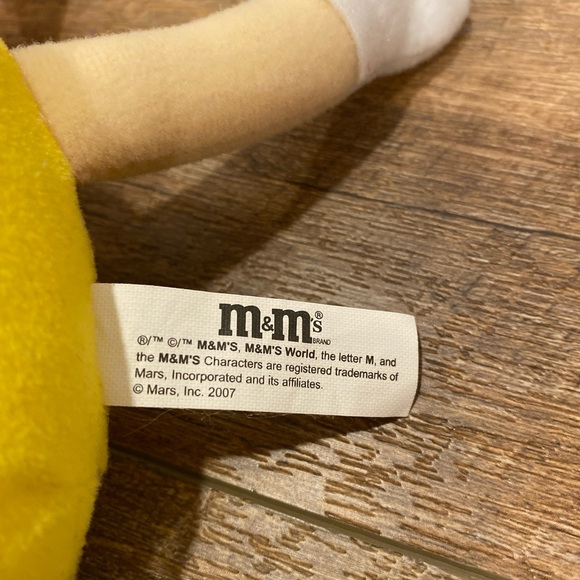 m&m's®
BRAND
®/™ ©/™ M&M'S, M&M'S World, the letter M, and
the M&M'S Characters are registered trademarks of
Mars, Incorporated and its affiliates.
© Mars, Inc. 2007